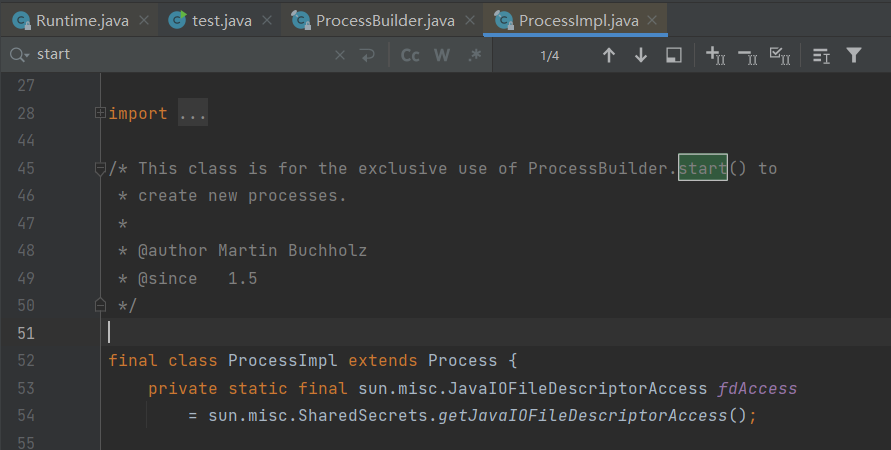 Runtime.java test.java ProcessBuilder.java ProcessImpl.java
start Cc W .* 1/4
27
28 import ...
44
45 /* This class is for the exclusive use of ProcessBuilder.start() to
46 * create new processes.
47 *
48 * @author Martin Buchholz
49 * @since   1.5
50 */
51
52 final class ProcessImpl extends Process {
53 private static final sun.misc.JavaIOFileDescriptorAccess fdAccess
54 = sun.misc.SharedSecrets.getJavaIOFileDescriptorAccess();
55